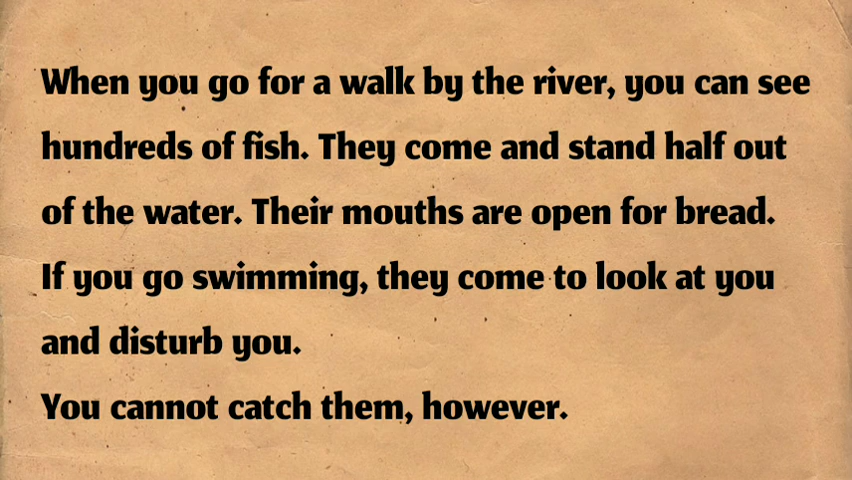 When you go for a walk by the river, you can see
hundreds of fish. They come and stand half out
of the water. Their mouths are open for bread.
If you go swimming, they come to look at you
and disturb you.
You cannot catch them, however.